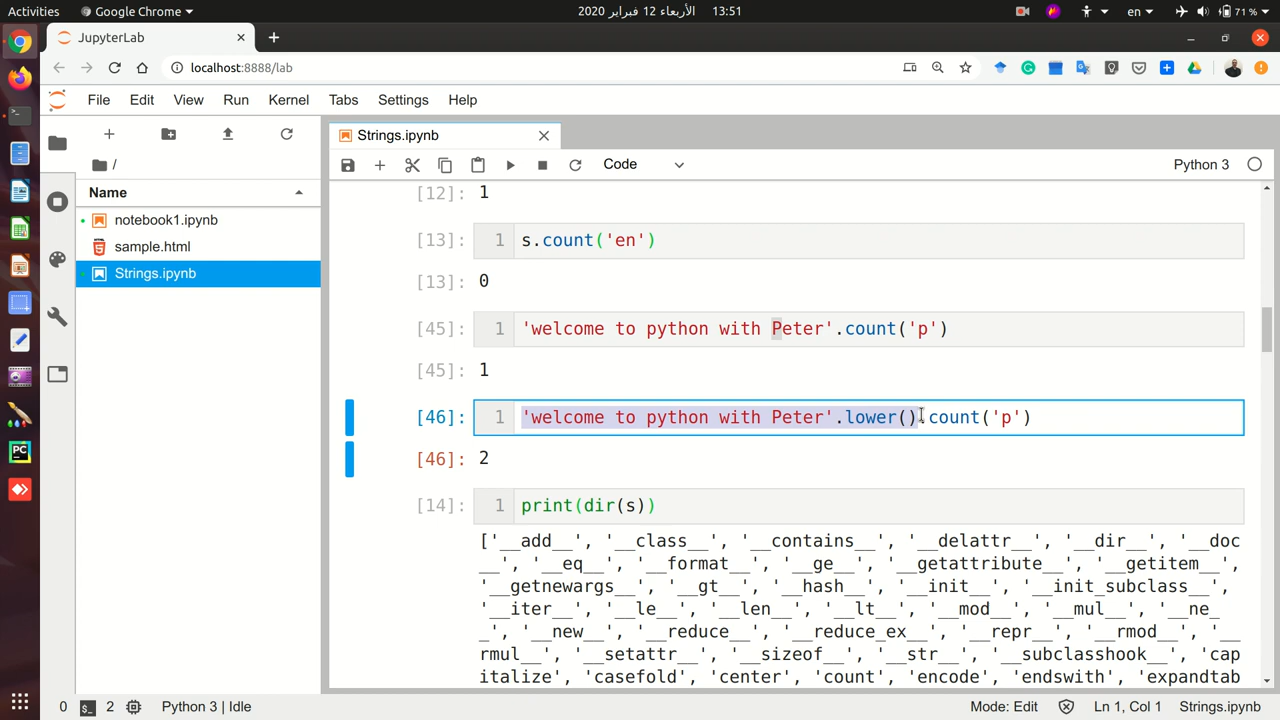 Activities Google Chrome الأربعاء 12 فبراير 2020 13:51 en 71 %
JupyterLab
localhost:8888/lab
File Edit View Run Kernel Tabs Settings Help
Strings.ipynb
/
Code Python 3
Name
notebook1.ipynb
sample.html
Strings.ipynb
[12]: 1
[13]: 1 s.count('en')
[13]: 0
[45]: 1 'welcome to python with Peter'.count('p')
[45]: 1
[46]: 1 'welcome to python with Peter'.lower().count('p')
[46]: 2
[14]: 1 print(dir(s))
['__add__', '__class__', '__contains__', '__delattr__', '__dir__', '__doc
__', '__eq__', '__format__', '__ge__', '__getattribute__', '__getitem__',
'__getnewargs__', '__gt__', '__hash__', '__init__', '__init_subclass__',
'__iter__', '__le__', '__len__', '__lt__', '__mod__', '__mul__', '__ne_
_', '__new__', '__reduce__', '__reduce_ex__', '__repr__', '__rmod__', '__
rmul__', '__setattr__', '__sizeof__', '__str__', '__subclasshook__', 'cap
italize', 'casefold', 'center', 'count', 'encode', 'endswith', 'expandtab
0 2 Python 3 | Idle Mode: Edit Ln 1, Col 1 Strings.ipynb